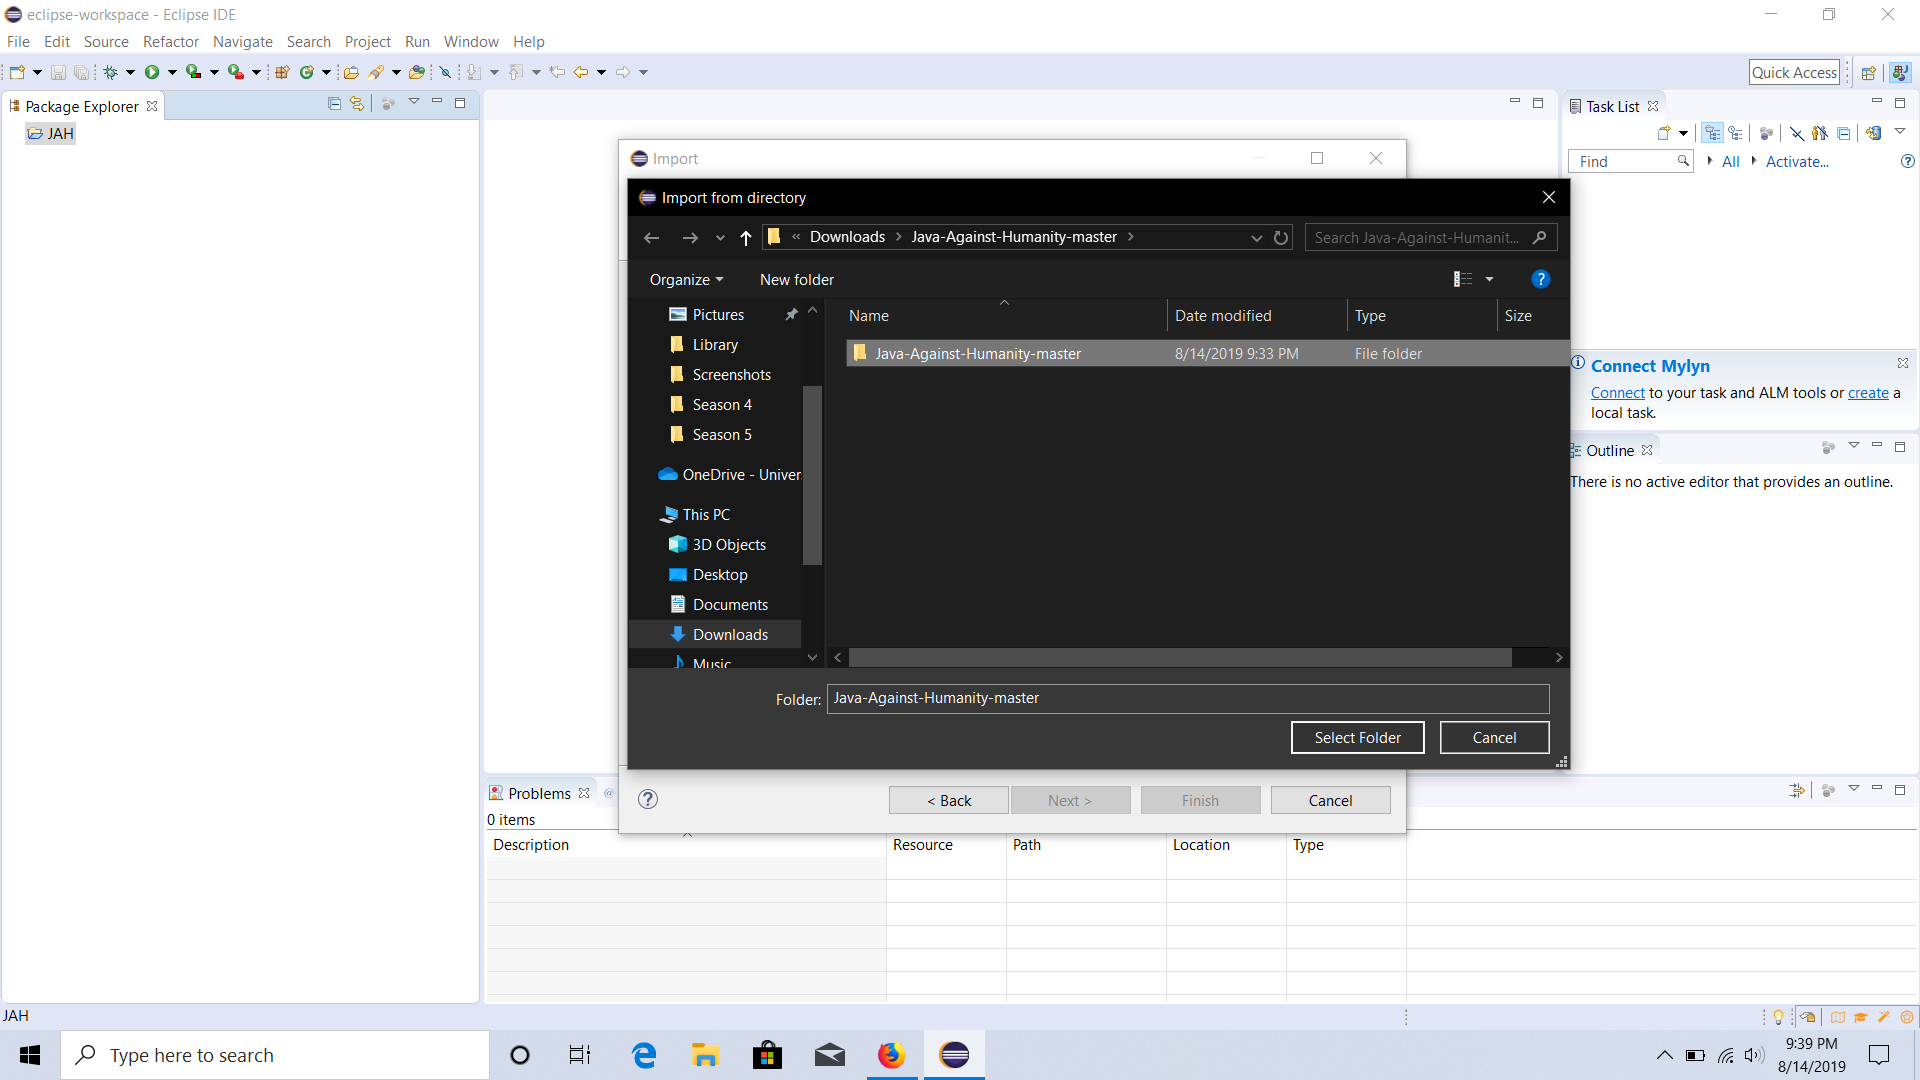 eclipse-workspace - Eclipse IDE
File Edit Source Refactor Navigate Search Project Run Window Help
Quick Access
Package Explorer
JAH
Task List
Find
All
Activate...
Import
Import from directory
« Downloads > Java-Against-Humanity-master >
Search Java-Against-Humanit...
Organize
New folder
Name Date modified Type Size
Java-Against-Humanity-master 8/14/2019 9:33 PM File folder
Pictures
Library
Screenshots
Season 4
Season 5
OneDrive - Univer
This PC
3D Objects
Desktop
Documents
Downloads
Music
Folder: Java-Against-Humanity-master
Select Folder
Cancel
Connect Mylyn
Connect to your task and ALM tools or create a
local task.
Outline
There is no active editor that provides an outline.
< Back
Next >
Finish
Cancel
Problems
0 items
Description Resource Path Location Type
JAH
Type here to search
9:39 PM
8/14/2019